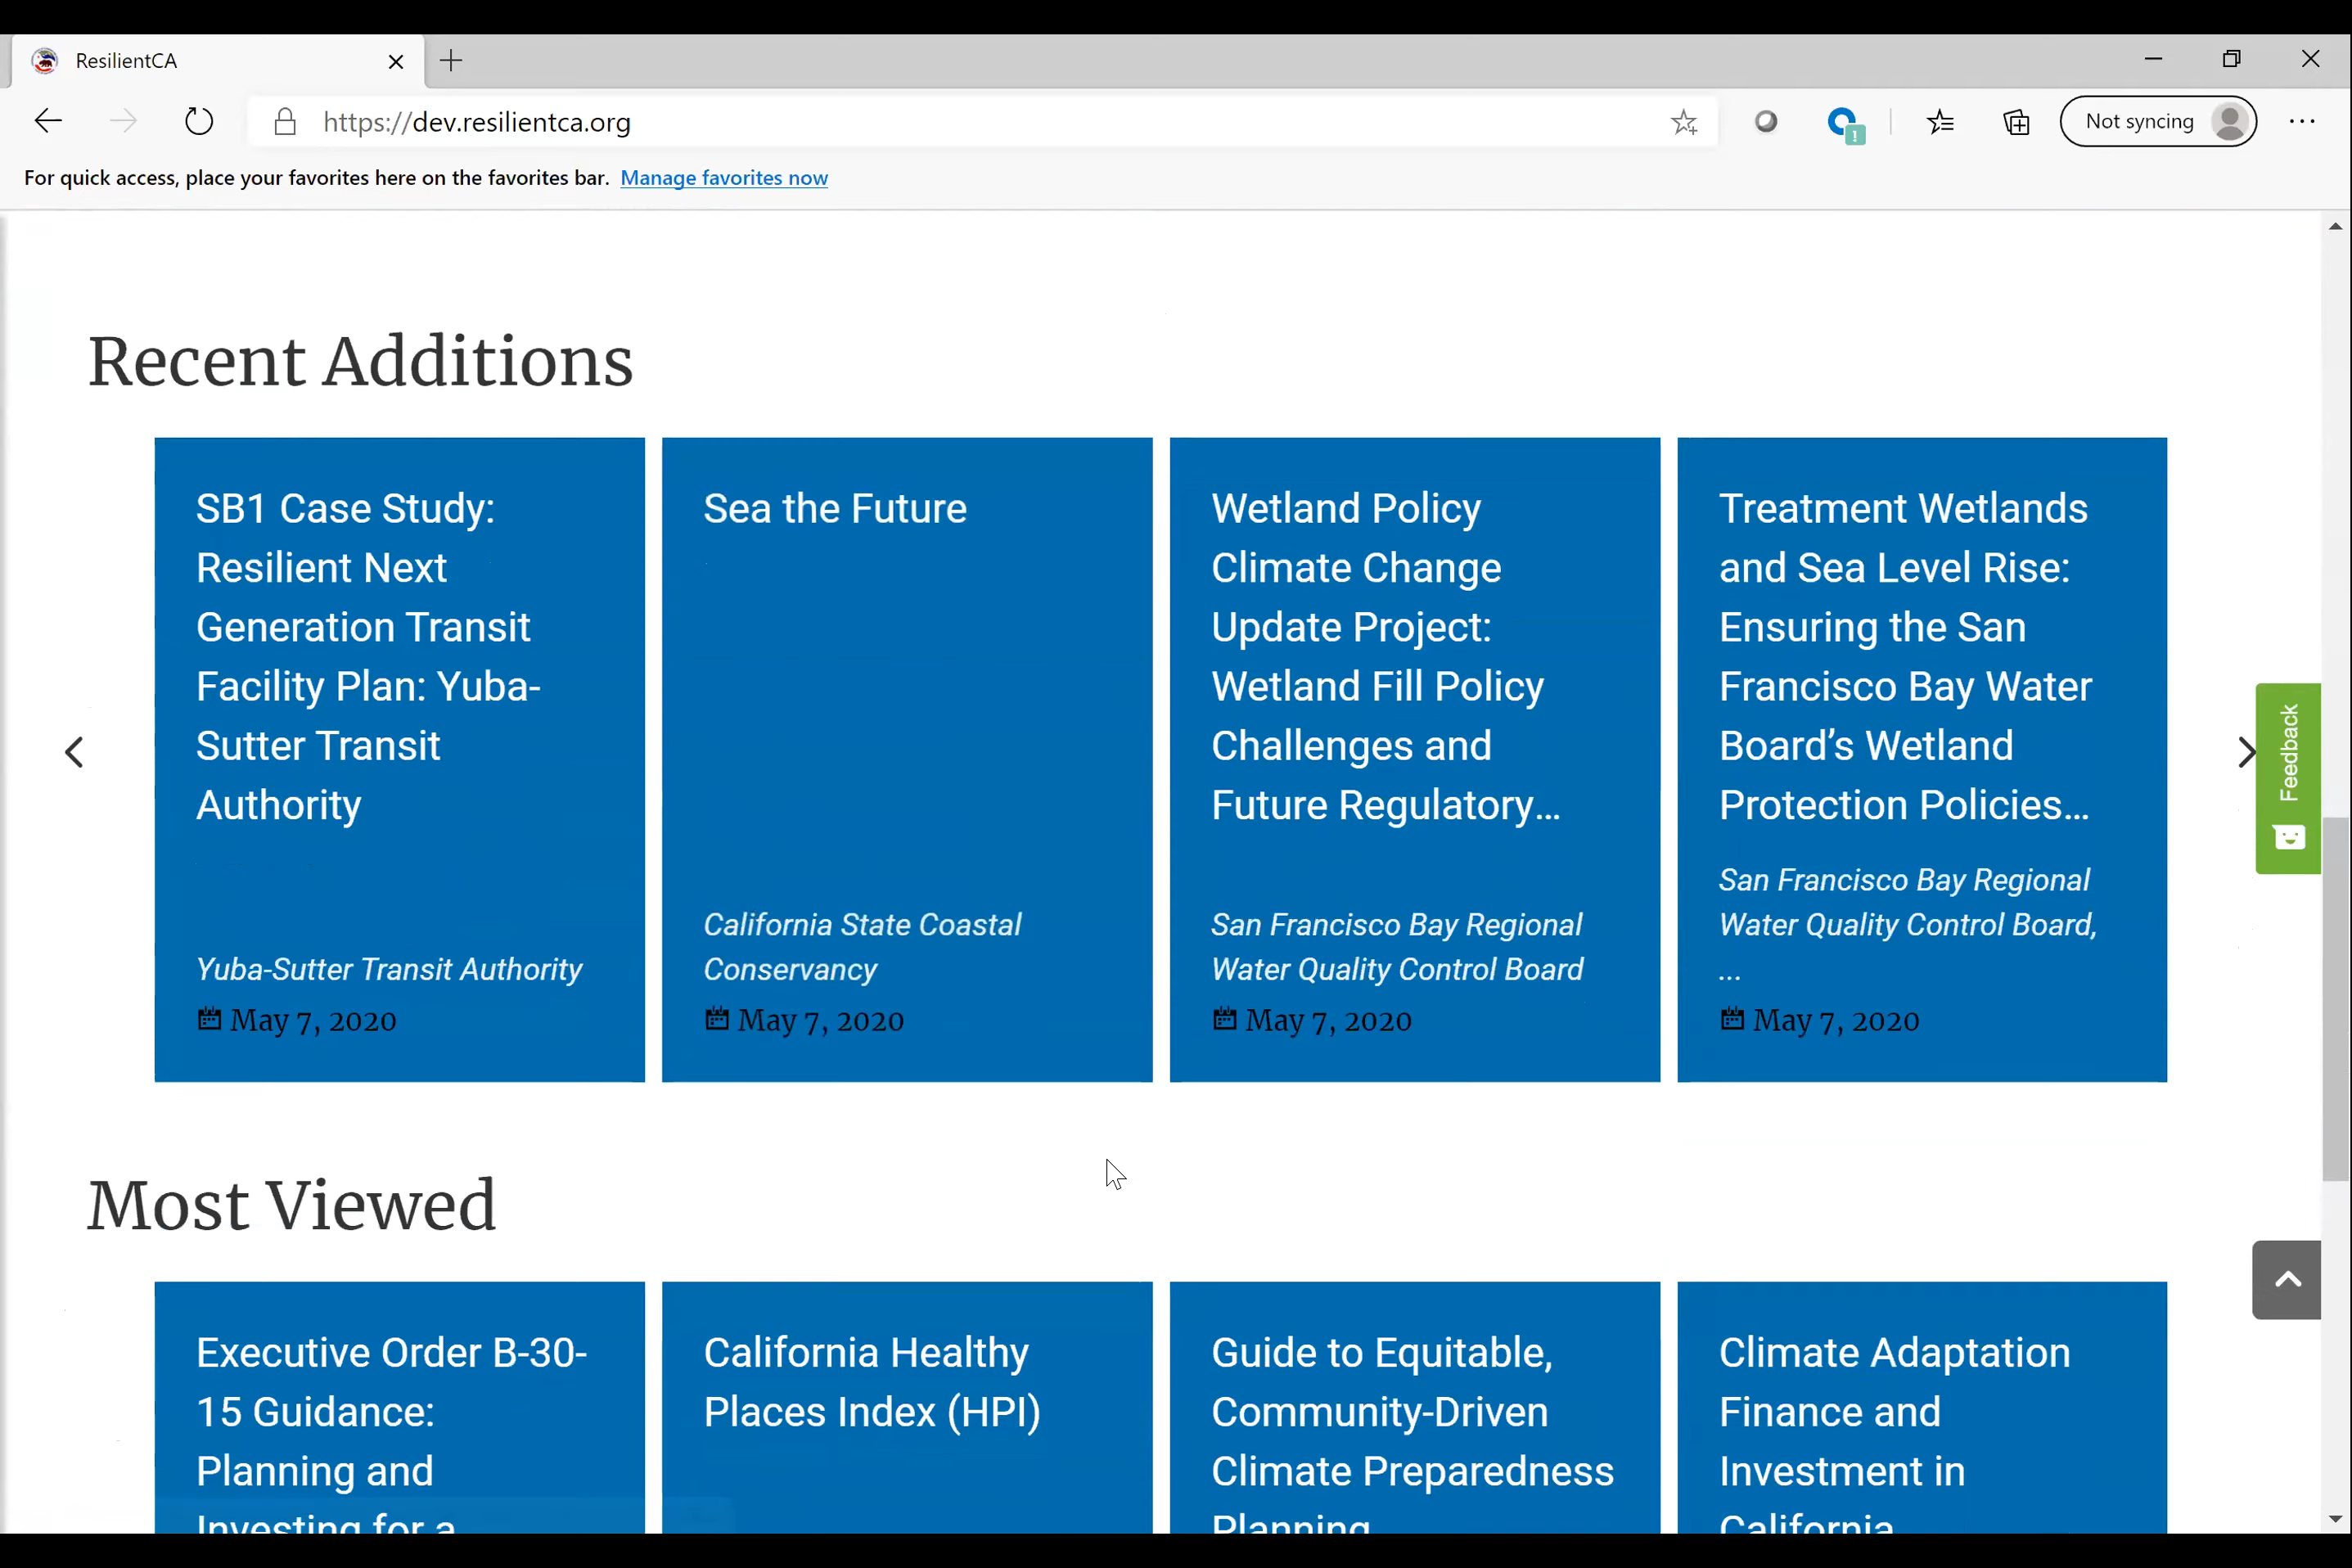 ResilientCA
https://dev.resilientca.org
Not syncing
For quick access, place your favorites here on the favorites bar. Manage favorites now
Recent Additions
SB1 Case Study:
Resilient Next
Generation Transit
Facility Plan: Yuba-
Sutter Transit
Authority
Yuba-Sutter Transit Authority
May 7, 2020
Sea the Future
California State Coastal
Conservancy
May 7, 2020
Wetland Policy
Climate Change
Update Project:
Wetland Fill Policy
Challenges and
Future Regulatory...
San Francisco Bay Regional
Water Quality Control Board
May 7, 2020
Treatment Wetlands
and Sea Level Rise:
Ensuring the San
Francisco Bay Water
Board’s Wetland
Protection Policies...
San Francisco Bay Regional
Water Quality Control Board,
...
May 7, 2020
Feedback
Most Viewed
Executive Order B-30-
15 Guidance:
Planning and
Investing for a
California Healthy
Places Index (HPI)
Guide to Equitable,
Community-Driven
Climate Preparedness
Planning
Climate Adaptation
Finance and
Investment in
California